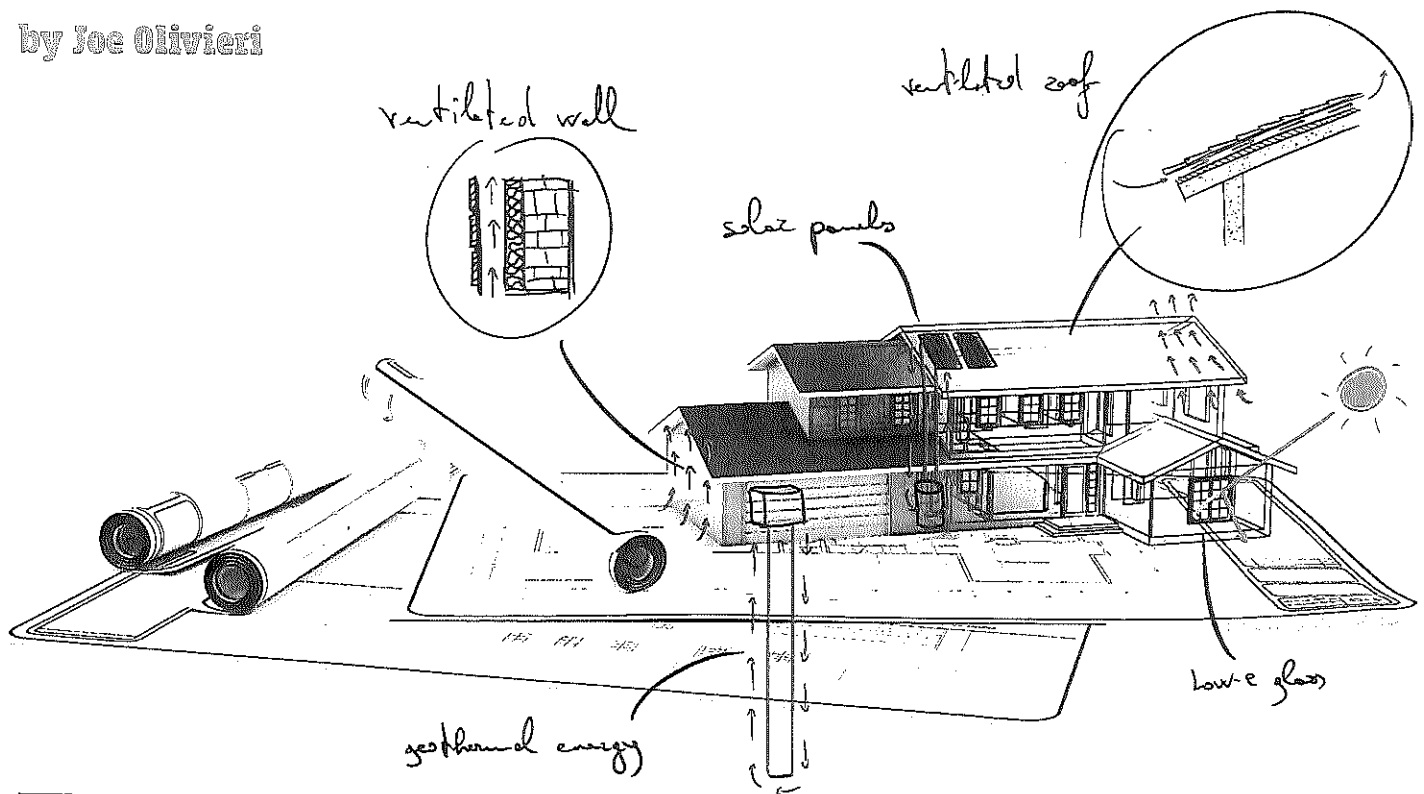 by Joe Olivieri
ventilated wall
ventilated roof
solar panels
low-e glass
geothermal energy